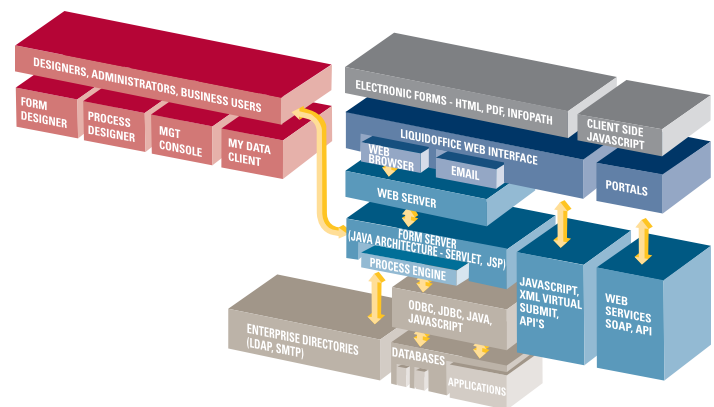 DESIGNERS, ADMINISTRATORS, BUSINESS USERS
FORM
DESIGNER
PROCESS
DESIGNER
MGT
CONSOLE
MY DATA
CLIENT
ELECTRONIC FORMS - HTML, PDF, INFOPATH
CLIENT SIDE
JAVASCRIPT
LIQUIDOFFICE WEB INTERFACE
WEB
BROWSER
EMAIL
PORTALS
WEB SERVER
FORM SERVER
(JAVA ARCHITECTURE - SERVLET, JSP)
PROCESS ENGINE
JAVASCRIPT,
XML VIRTUAL
SUBMIT,
API'S
WEB
SERVICES
SOAP, API
ODBC, JDBC, JAVA,
JAVASCRIPT
ENTERPRISE DIRECTORIES
(LDAP, SMTP)
DATABASES
APPLICATIONS